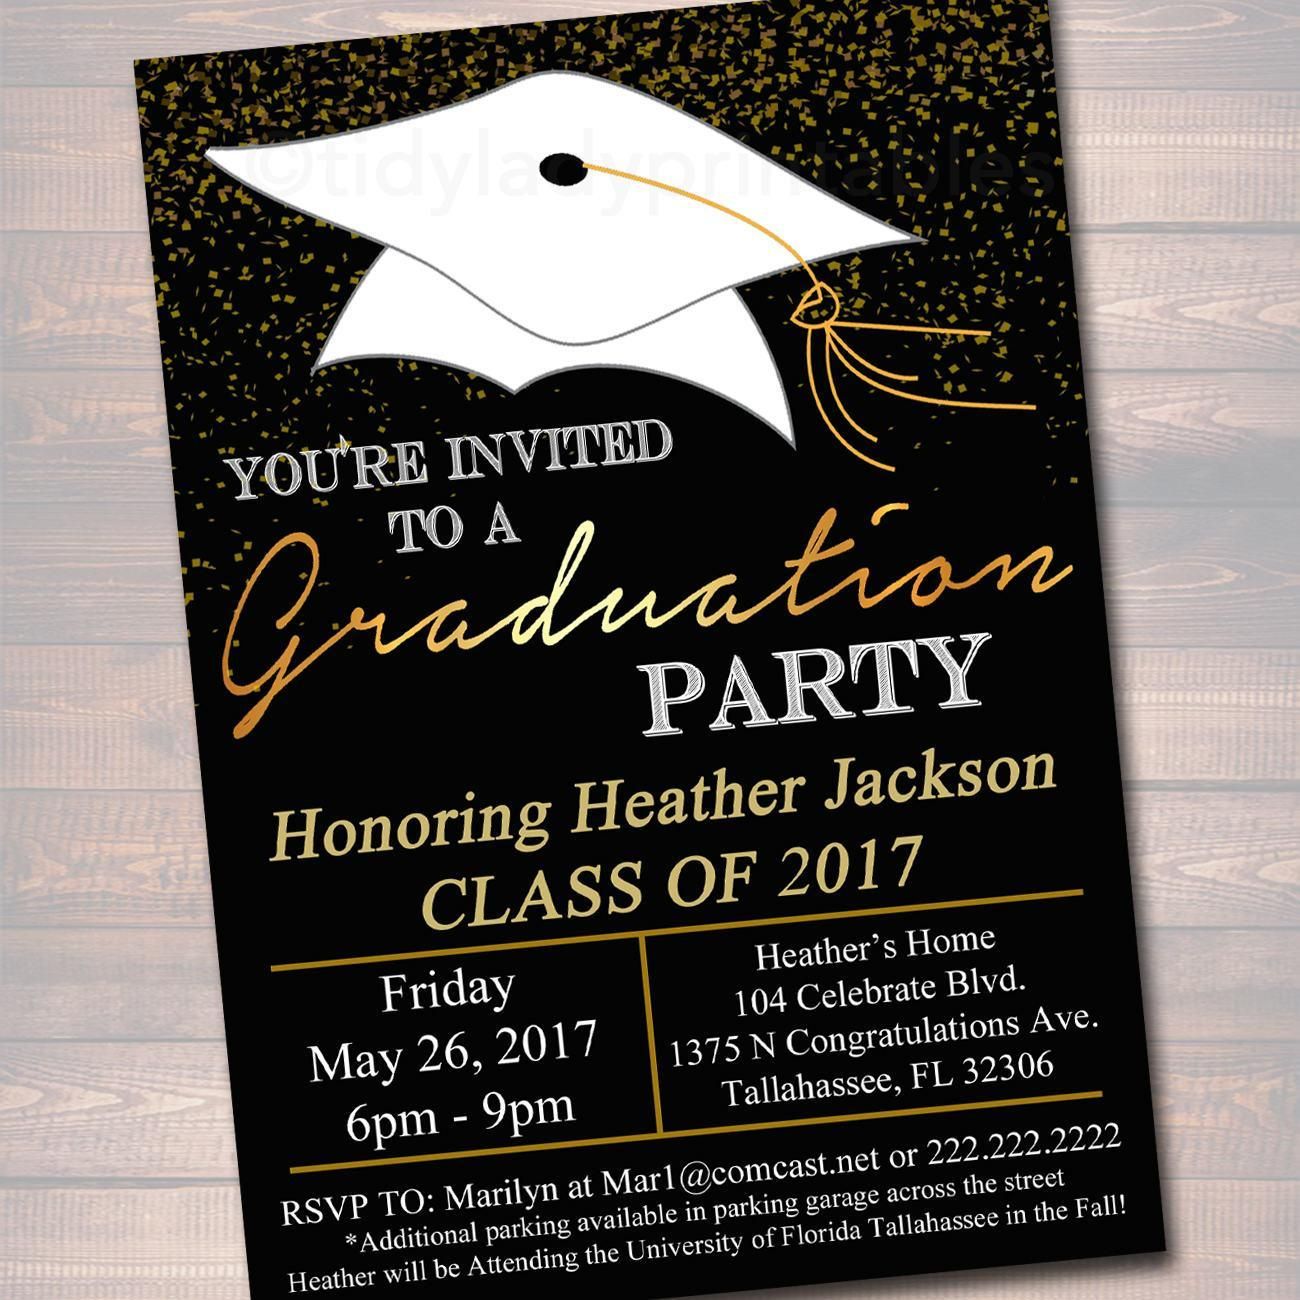 ©tidyladyprintables
YOU'RE INVITED
TO A
Graduation
PARTY
Honoring Heather Jackson
CLASS OF 2017
Friday
May 26, 2017
6pm - 9pm
Heather's Home
104 Celebrate Blvd.
1375 N Congratulations Ave.
Tallahassee, FL 32306
RSVP TO: Marilyn at Mar1@comcast.net or 222.222.2222
*Additional parking available in parking garage across the street
Heather will be Attending the University of Florida Tallahassee in the Fall!